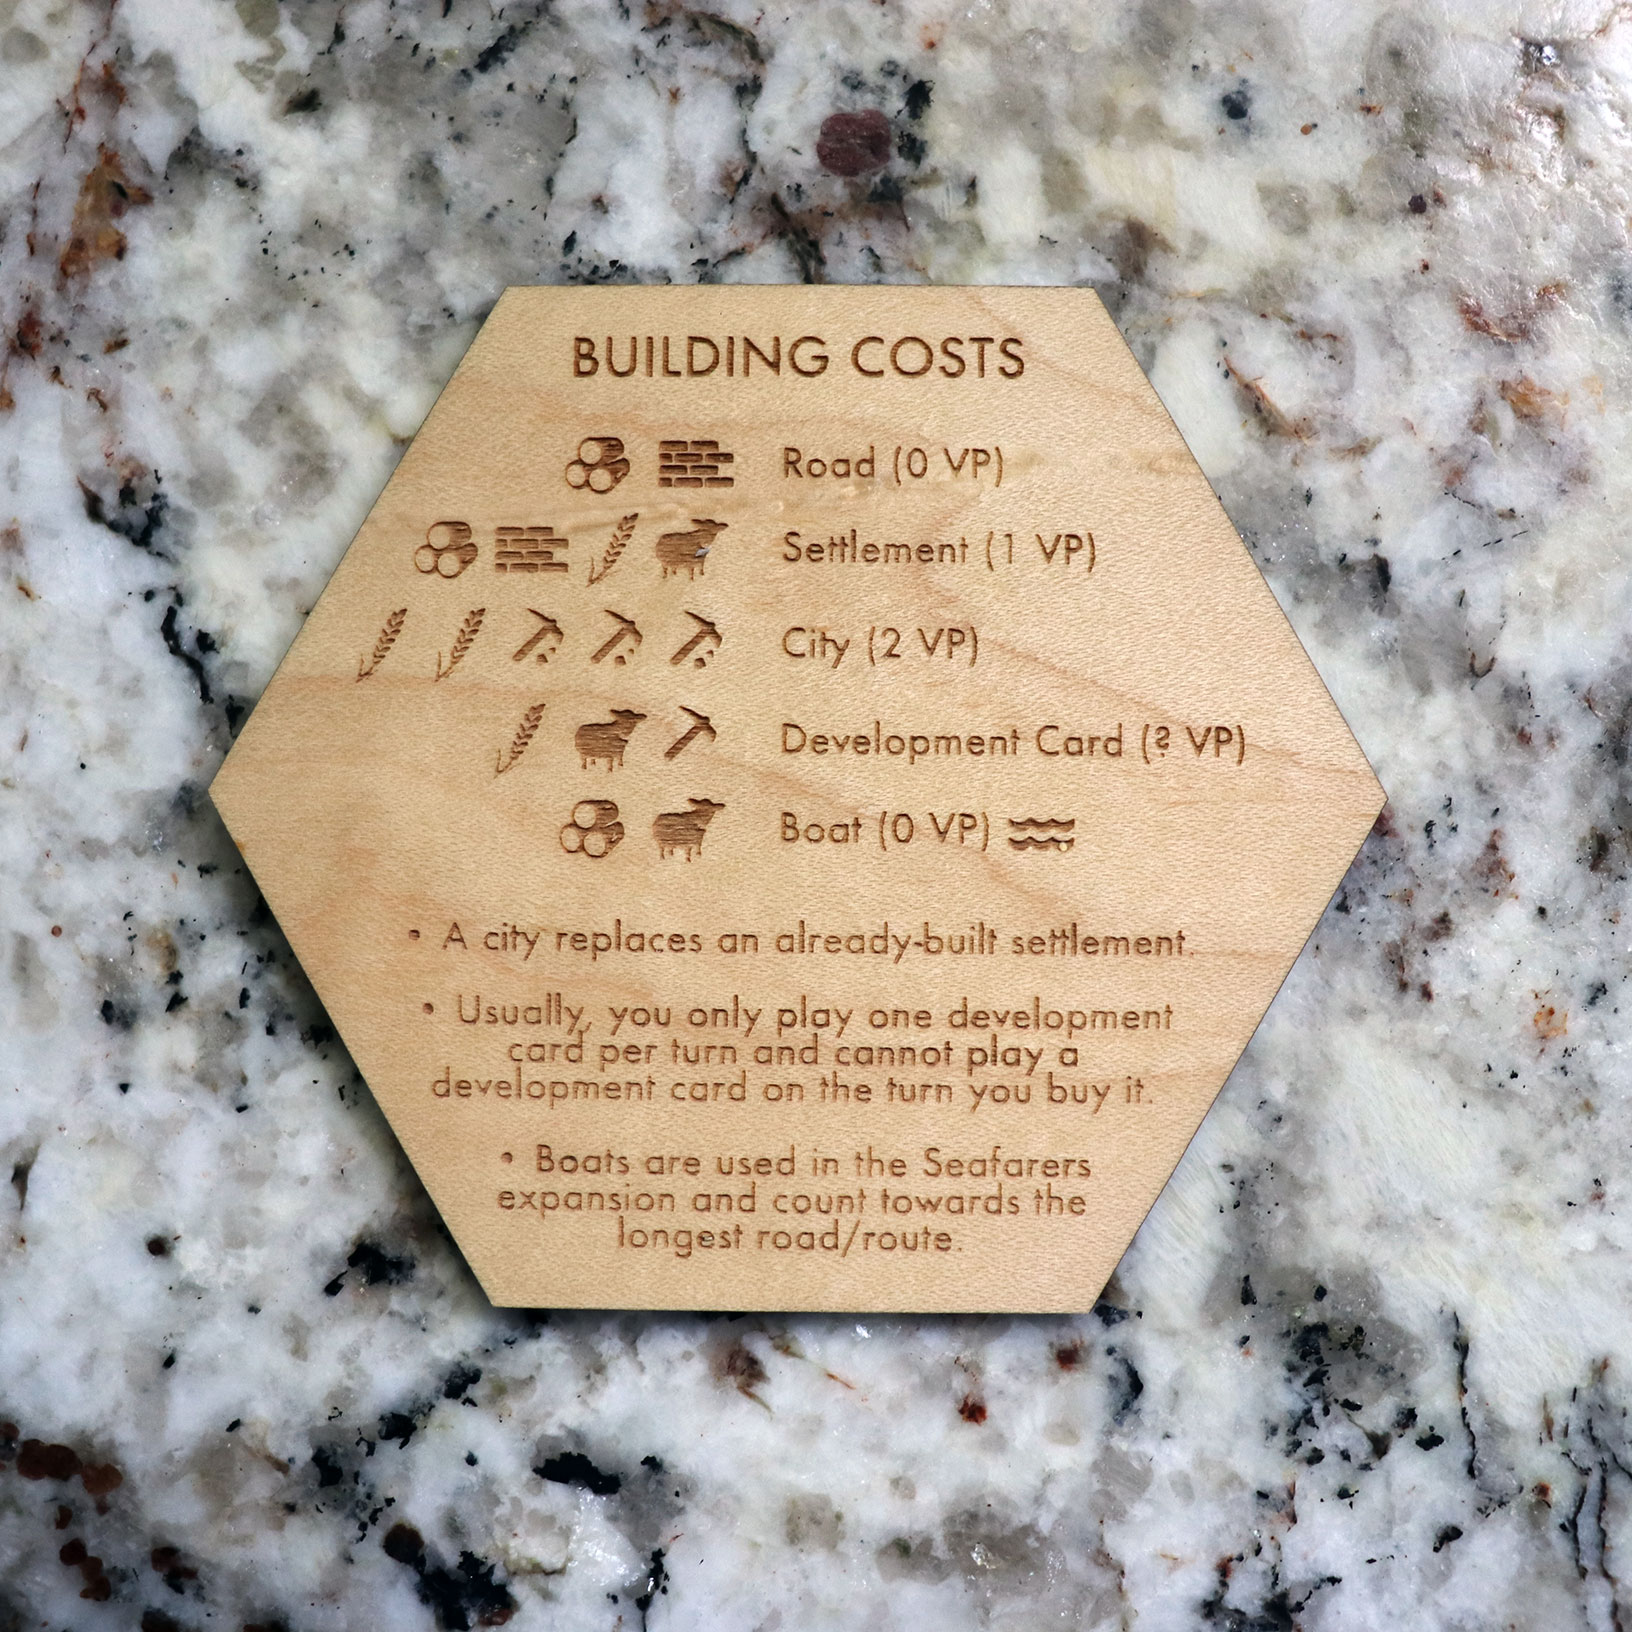 BUILDING COSTS
Road (0 VP)
Settlement (1 VP)
City (2 VP)
Development Card (? VP)
Boat (0 VP)
• A city replaces an already-built settlement.
• Usually, you only play one development
card per turn and cannot play a
development card on the turn you buy it.
• Boats are used in the Seafarers
expansion and count towards the
longest road/route.